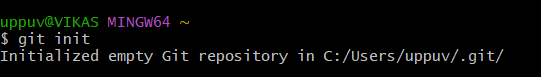 uppuv@VIKAS MINGW64 ~
$ git init
Initialized empty Git repository in C:/Users/uppuv/.git/